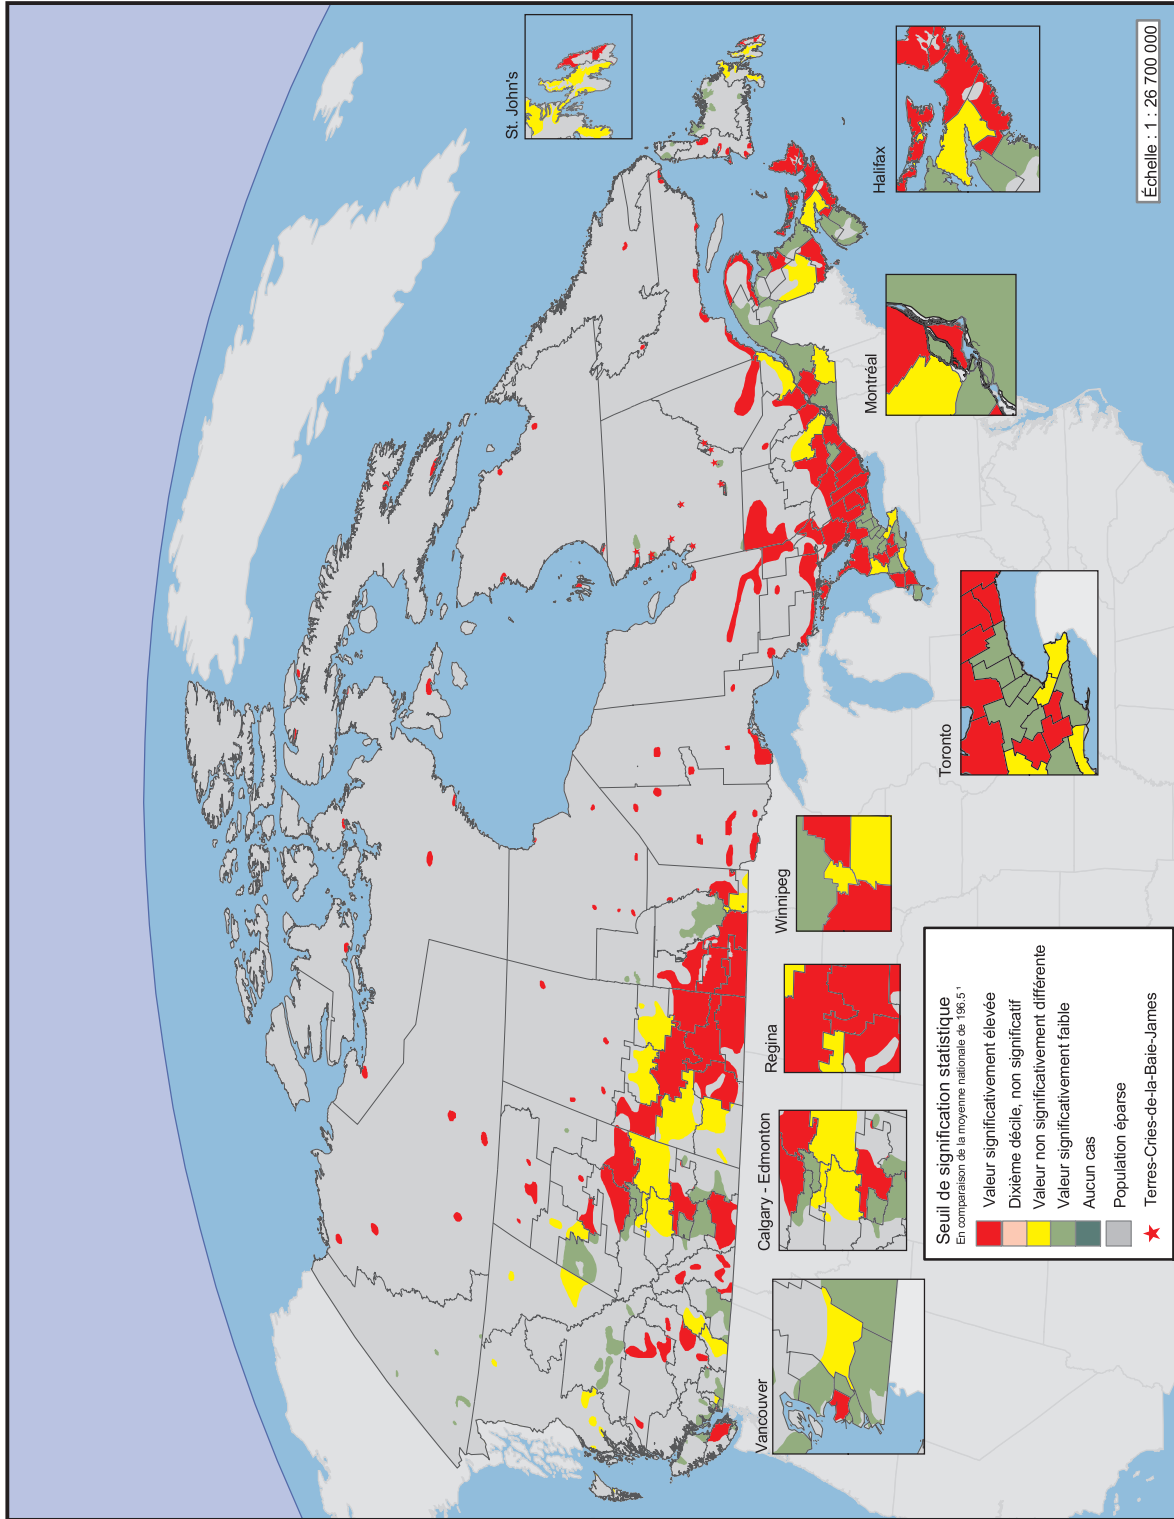 St. John's
Halifax
Montréal
Toronto
Winnipeg
Regina
Calgary - Edmonton
Vancouver
Échelle : 1 : 26 700 000
Seuil de signification statistique
En comparaison de la moyenne nationale de 196.5 ¹
Valeur significativement élevée
Dixième décile, non significatif
Valeur non significativement différente
Valeur significativement faible
Aucun cas
Population éparse
Terres-Cries-de-la-Baie-James